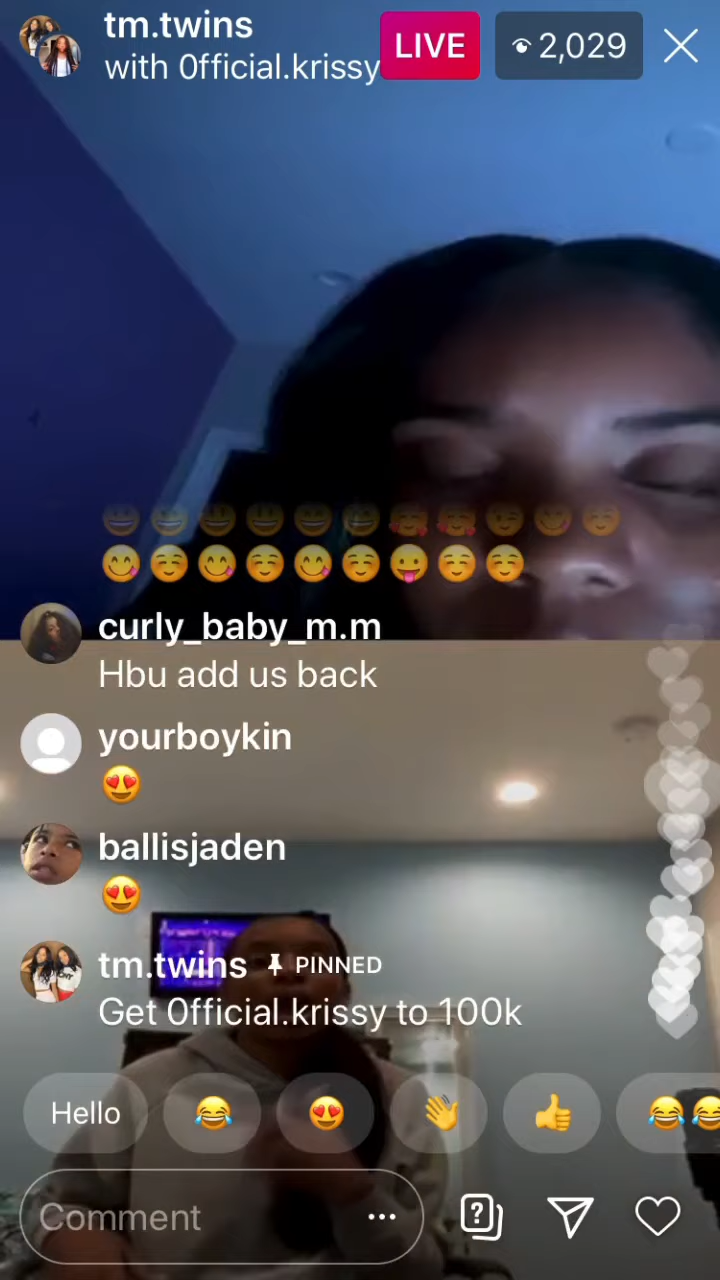 tm.twins
with 0fficial.krissy
LIVE
2,029
😀😀😃😃😀😀🥰🥰☺️😋☺️
😋☺️😋☺️😋☺️😛☺️☺️
curly_baby_m.m
Hbu add us back
yourboykin
😍
ballisjaden
😍
tm.twins PINNED
Get 0fficial.krissy to 100k
Hello 😂 😍 👋 👍 😂😂
Comment ...